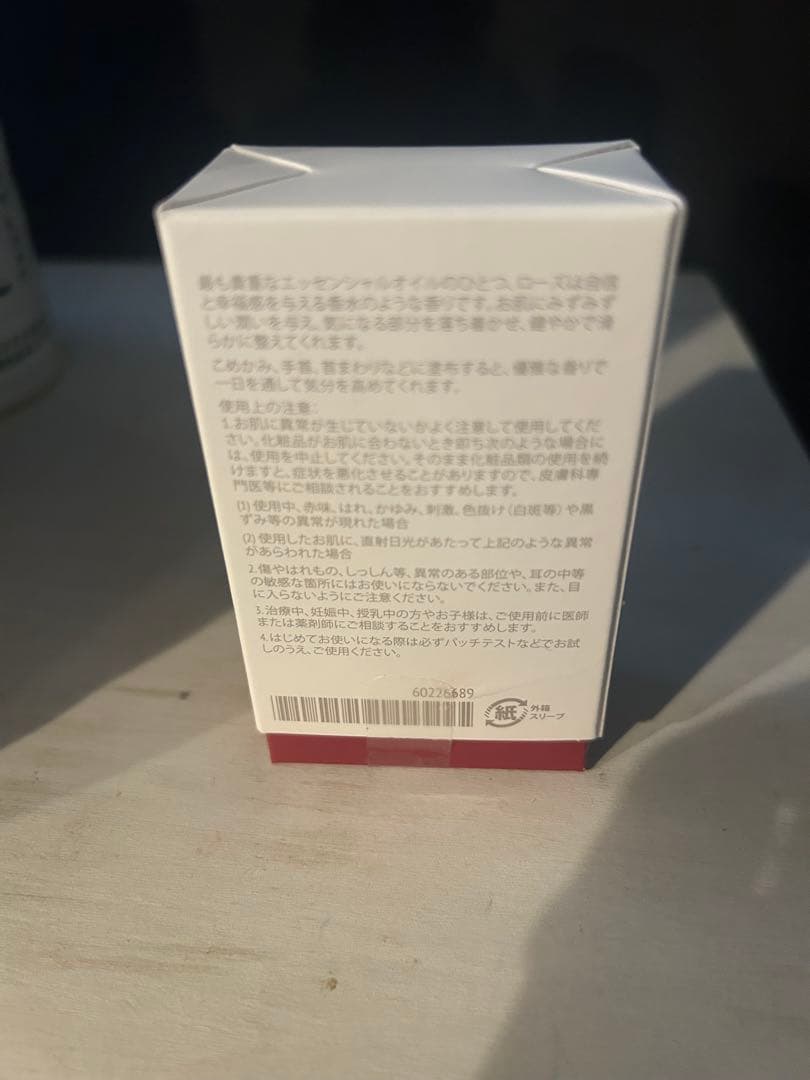 最も貴重なエッセンシャルオイルのひとつ、ローズは自信
と幸福感を与える香水のような香りです。お肌にみずみず
しい潤いを与え、気になる部分を落ち着かせ、健やかで滑
らかに整えてくれます。
こめかみ、手首、首まわりなどに塗布すると、優雅な香りで
一日を通して気分を高めてくれます。
使用上の注意：
1.お肌に異常が生じていないかよく注意して使用してくだ
さい。化粧品がお肌に合わないとき即ち次のような場合に
は、使用を中止してください。そのまま化粧品類の使用を続
けますと、症状を悪化させることがありますので、皮膚科専
門医等にご相談されることをおすすめします。
(1) 使用中、赤味、はれ、かゆみ、刺激、色抜け(白斑等)や黒
ずみ等の異常が現れた場合
(2) 使用したお肌に、直射日光があたって上記のような異常
があらわれた場合
2.傷やはれもの、しっしん等、異常のある部位や、耳の中等
の敏感な箇所にはお使いにならないでください。また、目
に入らないようにご注意ください。
3.治療中、妊娠中、授乳中の方やお子様は、ご使用前に医師
または薬剤師にご相談することをおすすめします。
4.はじめてお使いになる際は必ずパッチテストなどでお試
しのうえ、ご使用ください。
60226689
紙
外箱
スリーブ